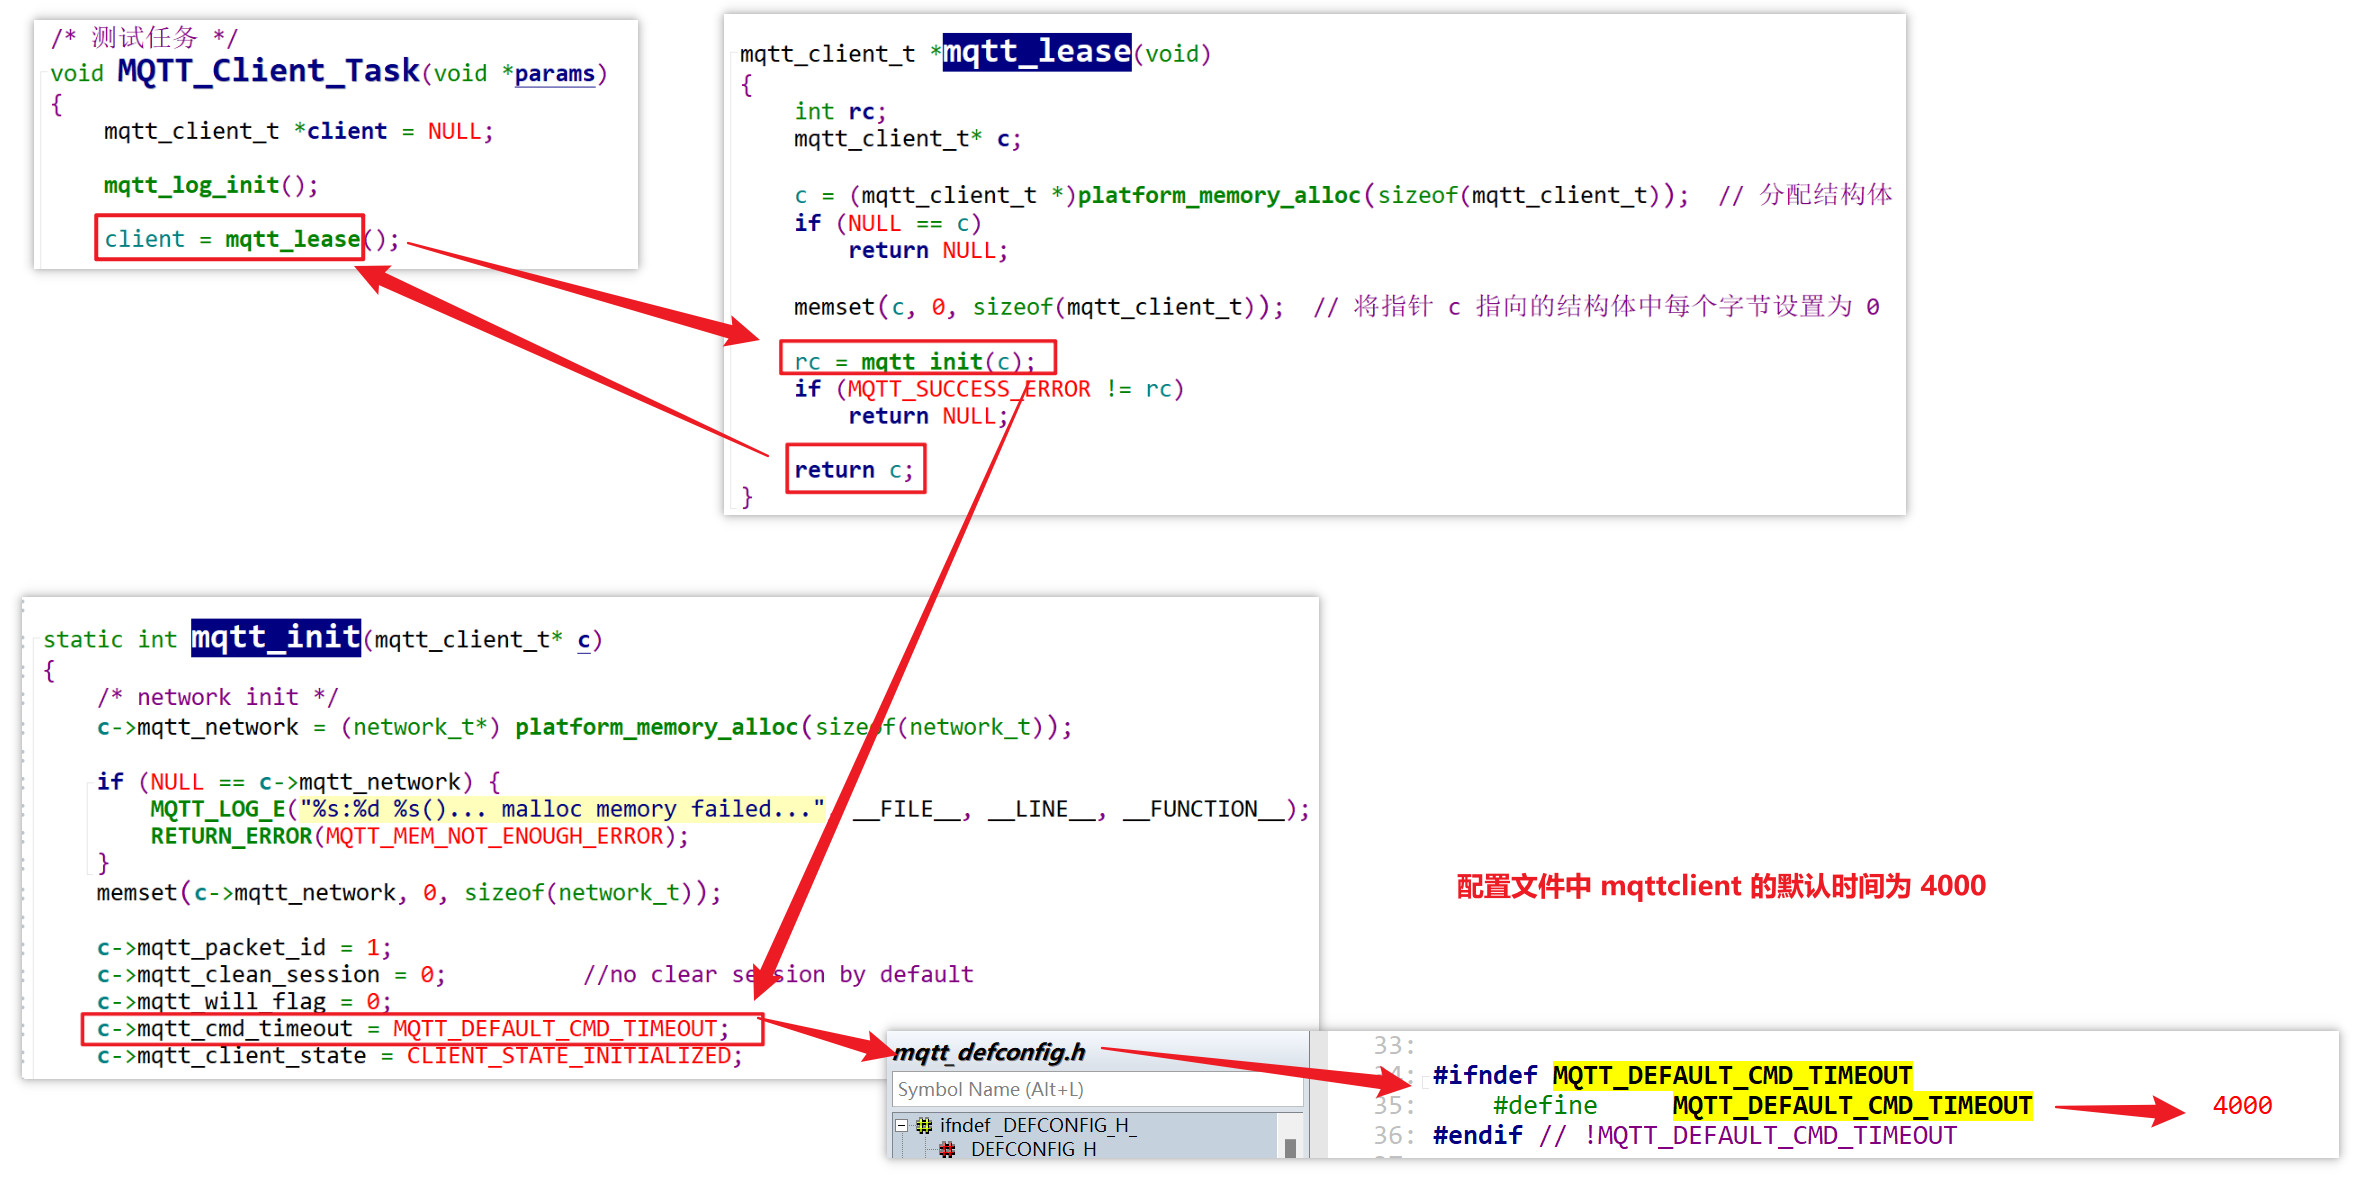 /* 测试任务 */
void MQTT_Client_Task(void *params)
{
mqtt_client_t *client = NULL;
mqtt_log_init();
client = mqtt_lease();
mqtt_client_t *mqtt_lease(void)
{
int rc;
mqtt_client_t* c;
c = (mqtt_client_t *)platform_memory_alloc(sizeof(mqtt_client_t)); // 分配结构体
if (NULL == c)
return NULL;
memset(c, 0, sizeof(mqtt_client_t)); // 将指针 c 指向的结构体中每个字节设置为 0
rc = mqtt_init(c);
if (MQTT_SUCCESS_ERROR != rc)
return NULL;
return c;
}
static int mqtt_init(mqtt_client_t* c)
{
/* network init */
c->mqtt_network = (network_t*) platform_memory_alloc(sizeof(network_t));
if (NULL == c->mqtt_network) {
MQTT_LOG_E("%s:%d %s()... malloc memory failed...", __FILE__, __LINE__, __FUNCTION__);
RETURN_ERROR(MQTT_MEM_NOT_ENOUGH_ERROR);
}
memset(c->mqtt_network, 0, sizeof(network_t));
c->mqtt_packet_id = 1;
c->mqtt_clean_session = 0; //no clear session by default
c->mqtt_will_flag = 0;
c->mqtt_cmd_timeout = MQTT_DEFAULT_CMD_TIMEOUT;
c->mqtt_client_state = CLIENT_STATE_INITIALIZED;
配置文件中 mqttclient 的默认时间为 4000
mqtt_defconfig.h
Symbol Name (Alt+L)
ifndef _DEFCONFIG_H_
_DEFCONFIG_H_
33:
34: #ifndef MQTT_DEFAULT_CMD_TIMEOUT
35: #define MQTT_DEFAULT_CMD_TIMEOUT 4000
36: #endif // !MQTT_DEFAULT_CMD_TIMEOUT